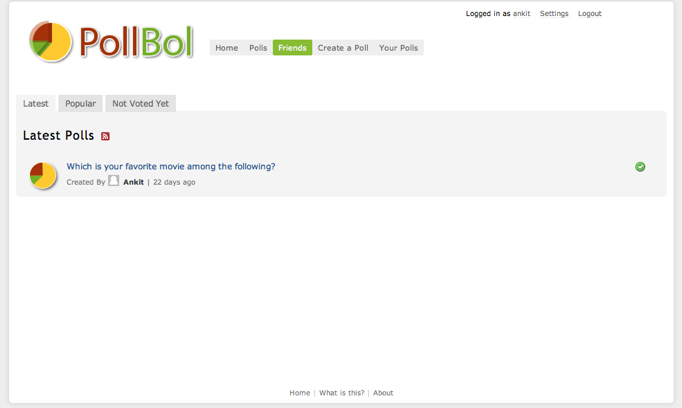 Logged in as ankit Settings Logout
PollBol
Home Polls Friends Create a Poll Your Polls
Latest Popular Not Voted Yet
Latest Polls
Which is your favorite movie among the following?
Created By Ankit | 22 days ago
Home | What is this? | About